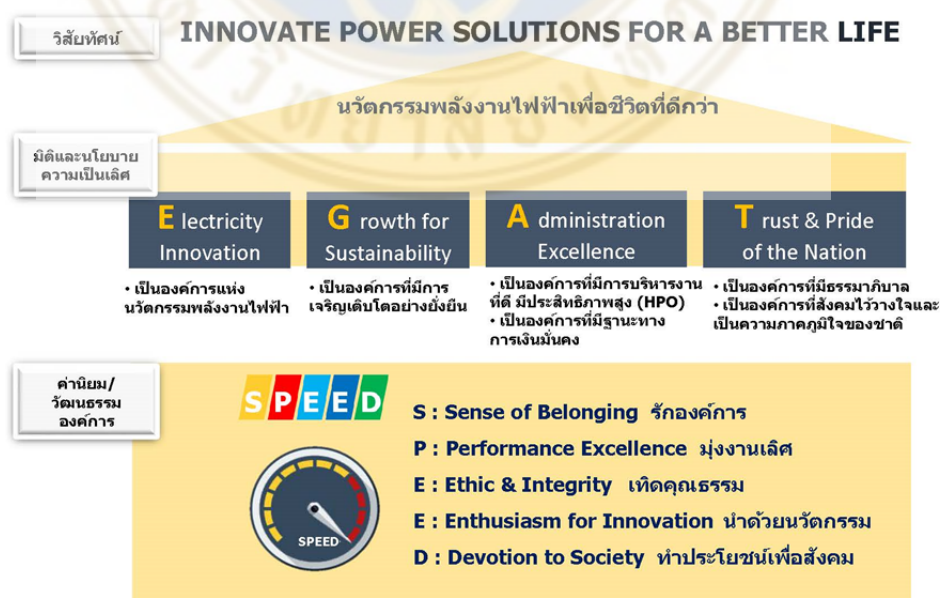 วิสัยทัศน์
INNOVATE POWER SOLUTIONS FOR A BETTER LIFE
นวัตกรรมพลังงานไฟฟ้าเพื่อชีวิตที่ดีกว่า
มิติและนโยบาย
ความเป็นเลิศ
E lectricity
Innovation
• เป็นองค์การแห่ง
นวัตกรรมพลังงานไฟฟ้า
G rowth for
Sustainability
• เป็นองค์การที่มีการ
เจริญเติบโตอย่างยั่งยืน
A dministration
Excellence
• เป็นองค์การที่มีการบริหารงาน
ที่ดี มีประสิทธิภาพสูง (HPO)
• เป็นองค์การที่มีฐานะทาง
การเงินมั่นคง
T rust & Pride
of the Nation
• เป็นองค์การที่มีธรรมาภิบาล
• เป็นองค์การที่สังคมไว้วางใจและ
เป็นความภาคภูมิใจของชาติ
ค่านิยม/
วัฒนธรรม
องค์การ
SPEED
SPEED
S : Sense of Belonging รักองค์การ
P : Performance Excellence มุ่งงานเลิศ
E : Ethic & Integrity เทิดคุณธรรม
E : Enthusiasm for Innovation นำด้วยนวัตกรรม
D : Devotion to Society ทำประโยชน์เพื่อสังคม